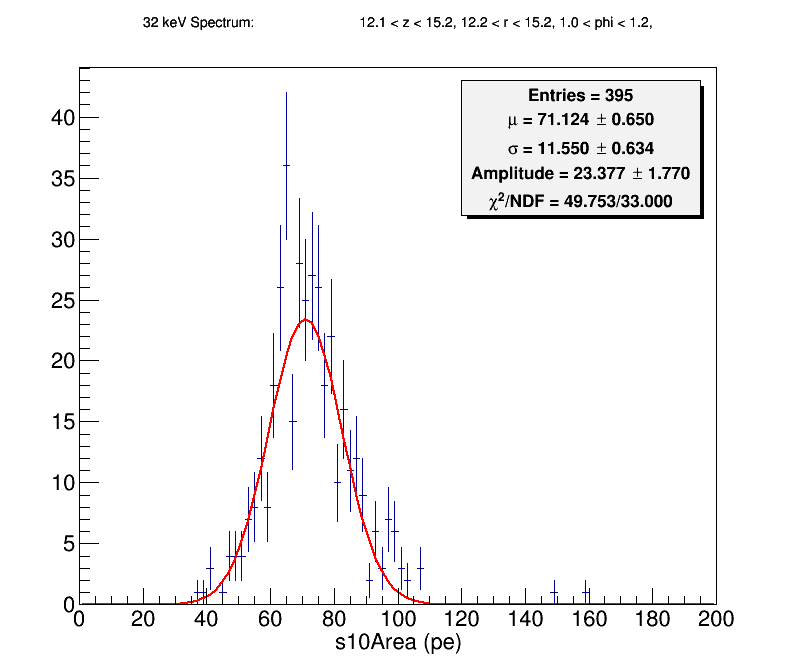 32 keV Spectrum: 12.1 < z < 15.2, 12.2 < r < 15.2, 1.0 < phi < 1.2,
Entries = 395
μ = 71.124 ± 0.650
σ = 11.550 ± 0.634
Amplitude = 23.377 ± 1.770
χ²/NDF = 49.753/33.000
40
35
30
25
20
15
10
5
0
0 20 40 60 80 100 120 140 160 180 200
s10Area (pe)